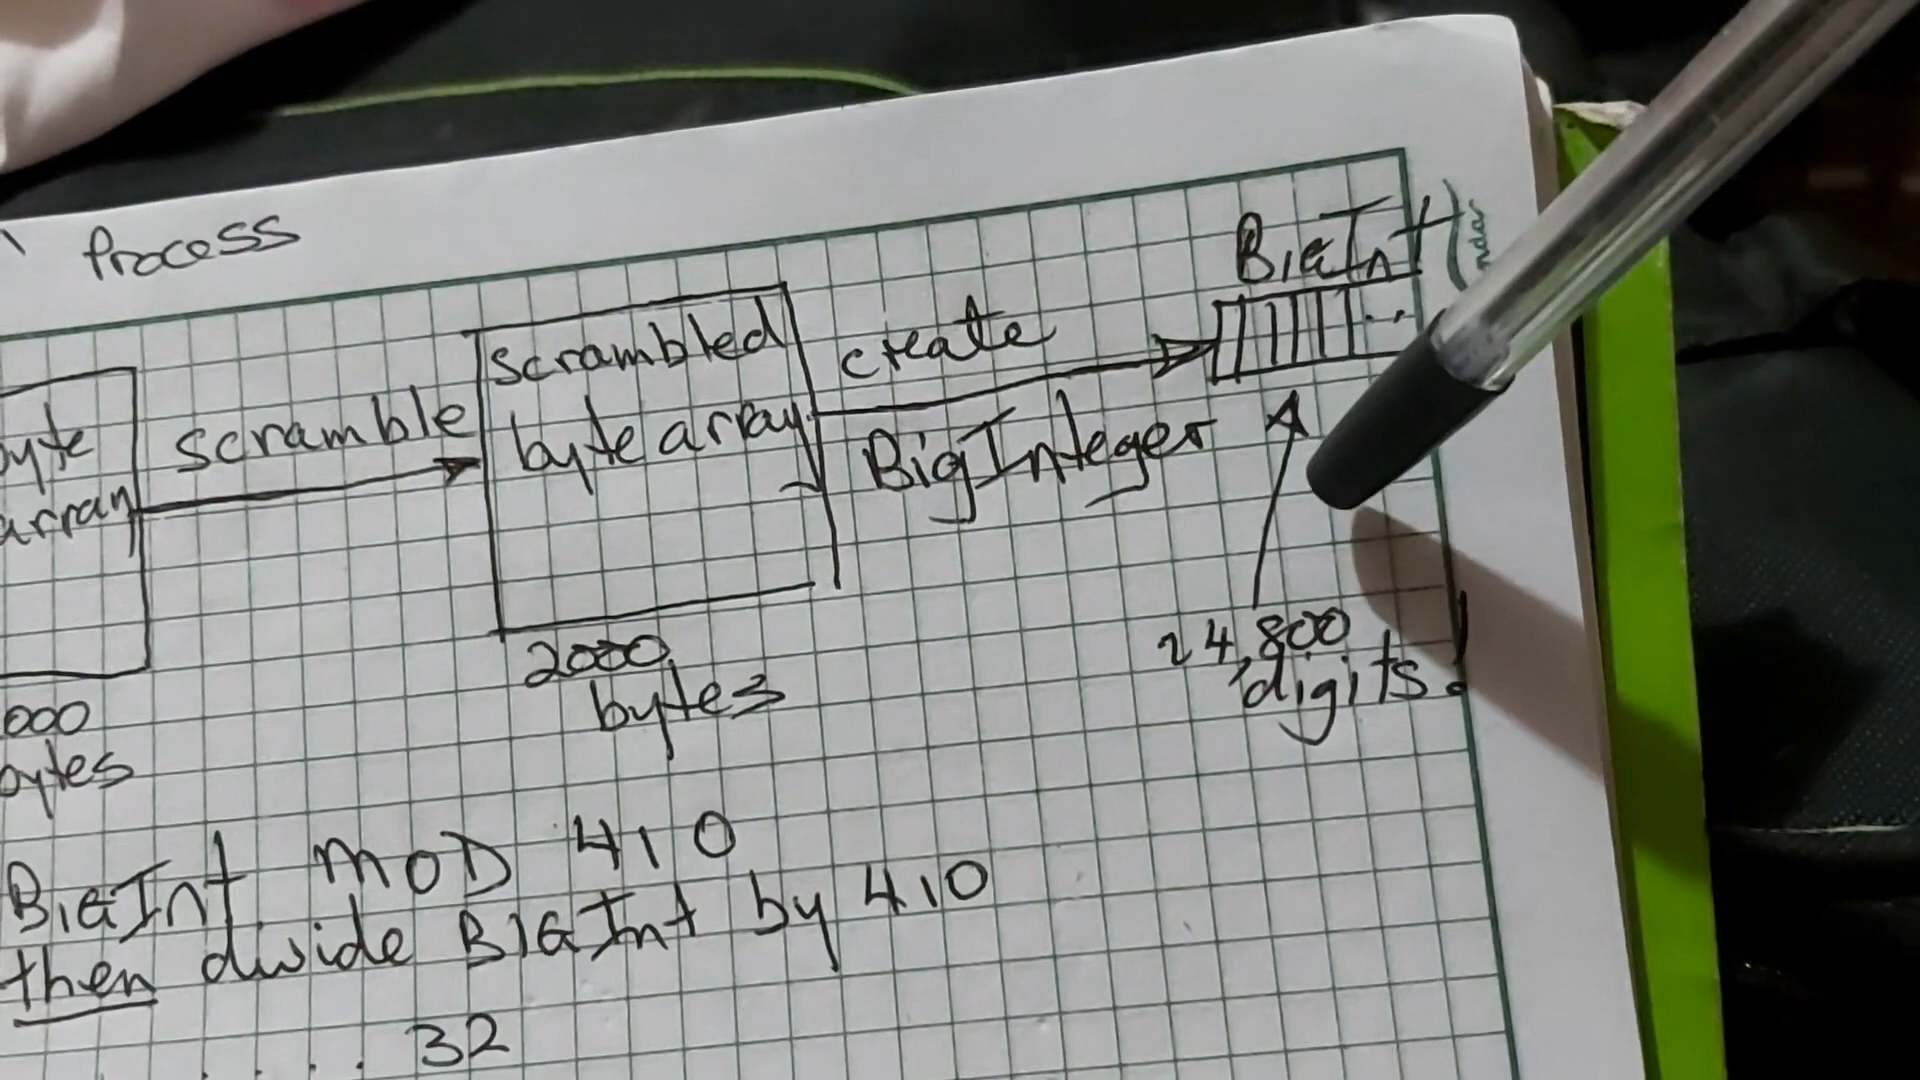 Process
byte
array
000
bytes
scramble
scrambled
byte array
2000
bytes
create
BigInteger
BIGInt
24,800
digits!
BIGInt MOD 410
then divide BIGInt by 410
.... 32